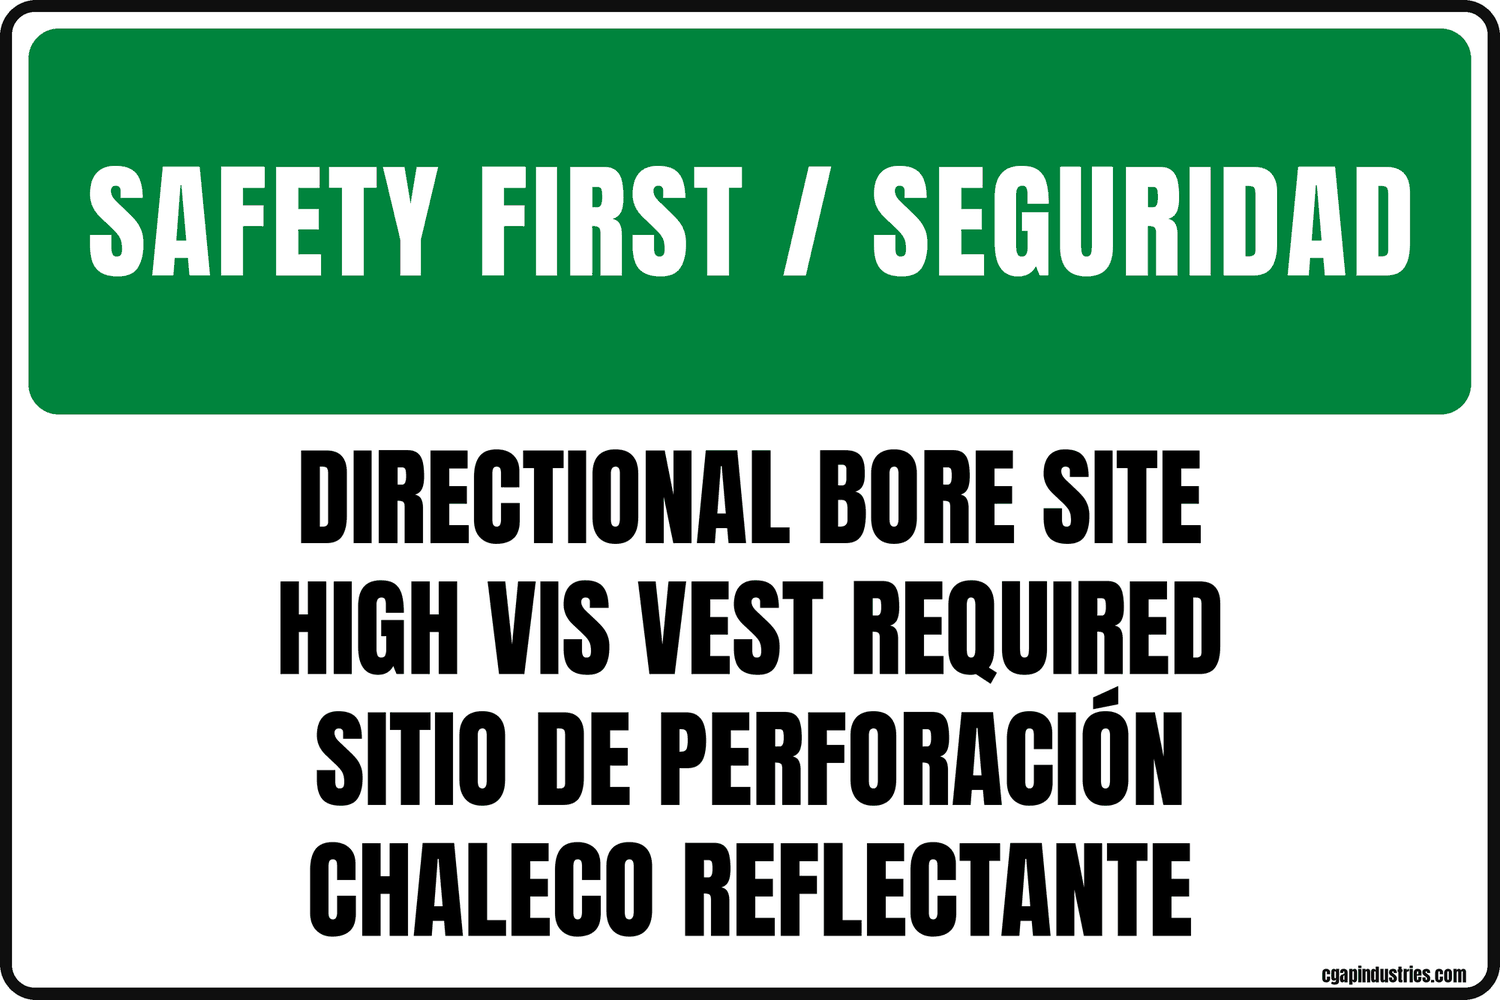 SAFETY FIRST / SEGURIDAD
DIRECTIONAL BORE SITE
HIGH VIS VEST REQUIRED
SITIO DE PERFORACIÓN
CHALECO REFLECTANTE
cgapindustries.com